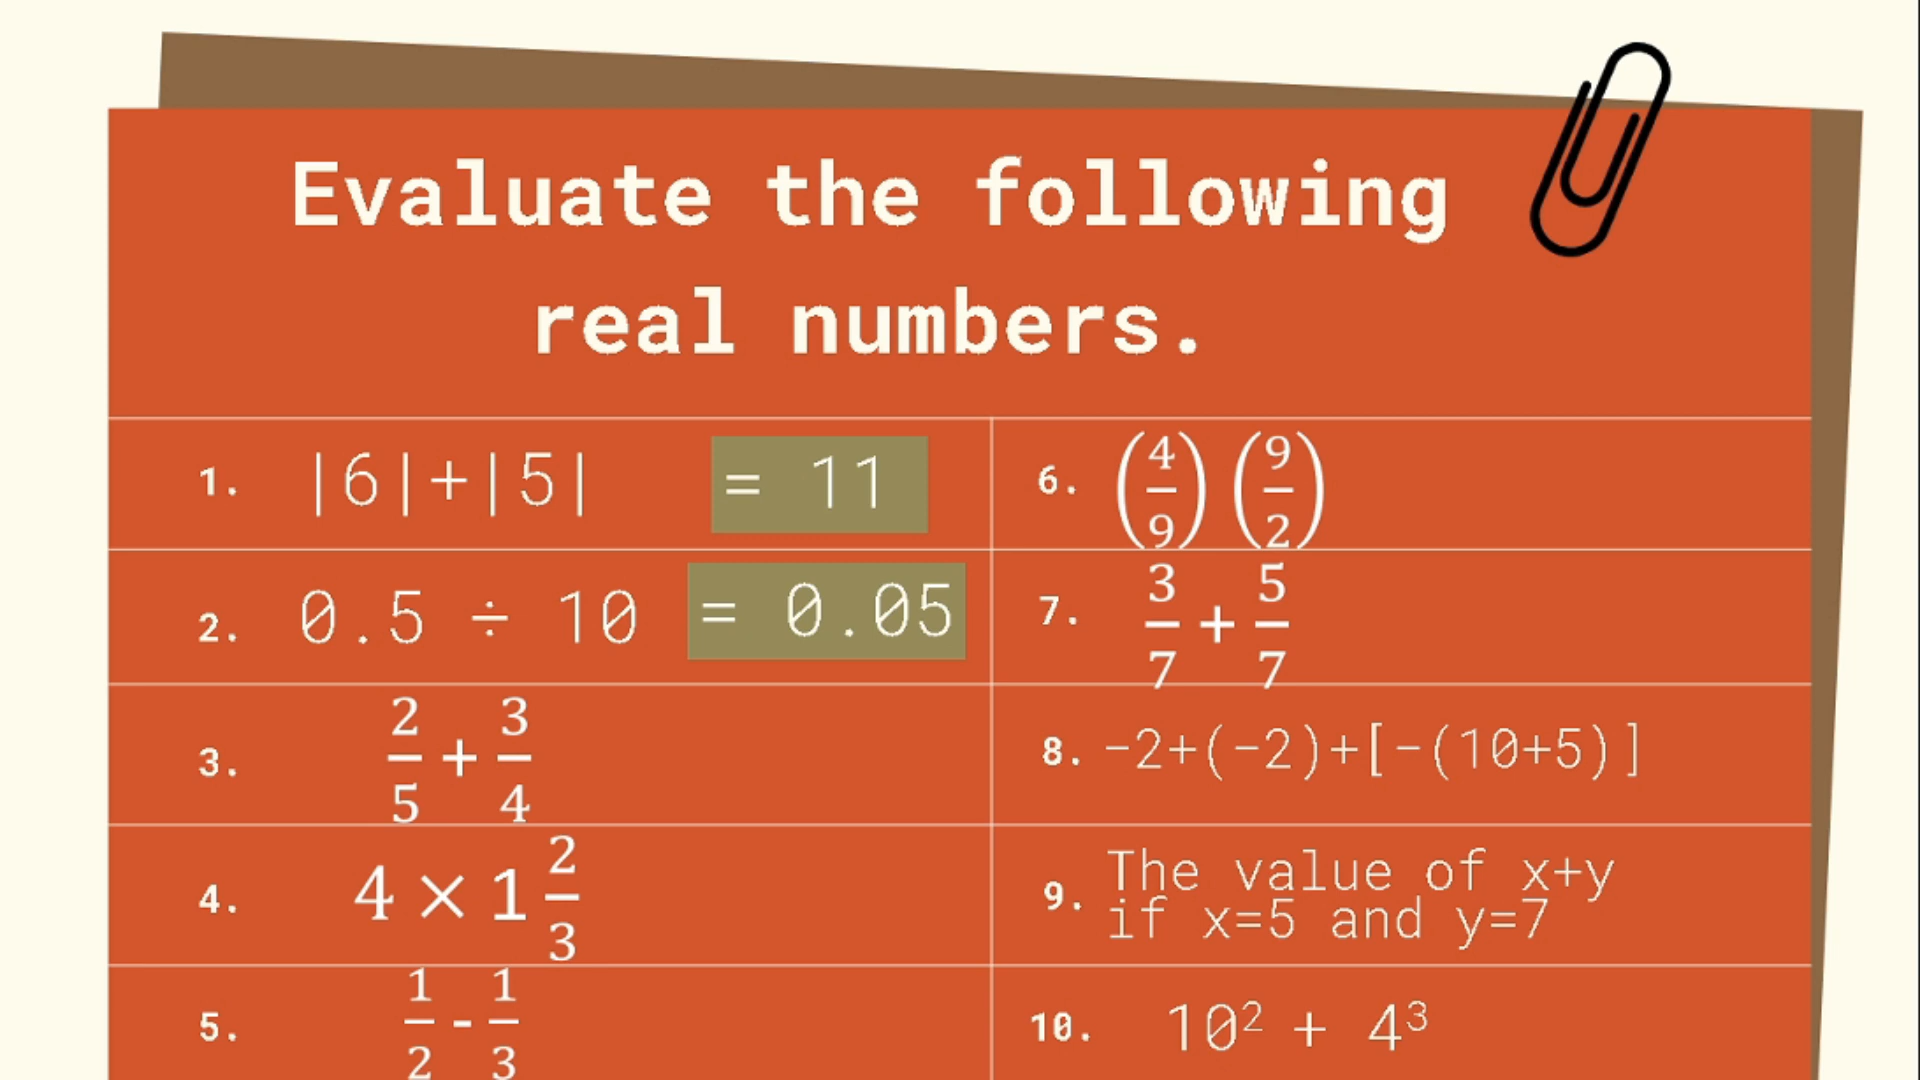 Evaluate the following
real numbers.
1. |6|+|5| = 11
2. 0.5 ÷ 10 = 0.05
3. 2/5 + 3/4
4. 4 × 1 2/3
5. 1/2 - 1/3
6. (4/9) (9/2)
7. 3/7 + 5/7
8. -2+(-2)+[-(10+5)]
9. The value of x+y
if x=5 and y=7
10. 10² + 4³